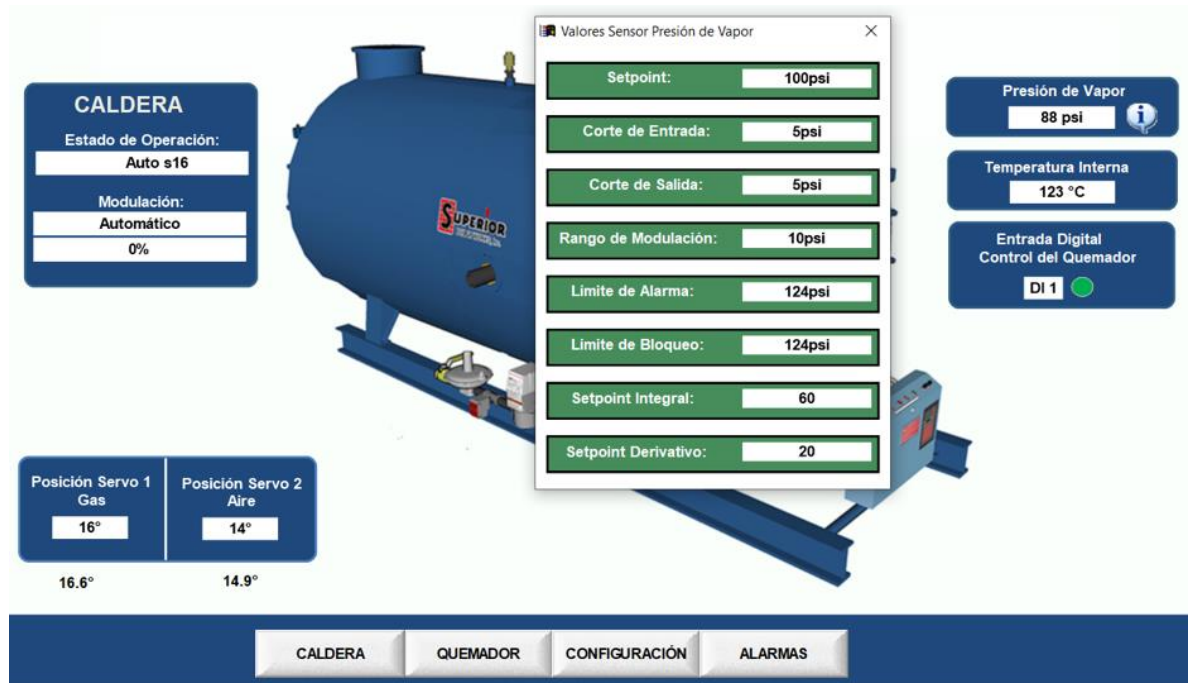 Valores Sensor Presión de Vapor
Setpoint:
100psi
Corte de Entrada:
5psi
Corte de Salida:
5psi
Rango de Modulación:
10psi
Limite de Alarma:
124psi
Limite de Bloqueo:
124psi
Setpoint Integral:
60
Setpoint Derivativo:
20
CALDERA
Estado de Operación:
Auto s16
Modulación:
Automático
0%
SUPERIOR
Presión de Vapor
88 psi
i
Temperatura Interna
123 °C
Entrada Digital
Control del Quemador
DI 1
Posición Servo 1
Gas
16°
16.6°
Posición Servo 2
Aire
14°
14.9°
CALDERA
QUEMADOR
CONFIGURACIÓN
ALARMAS